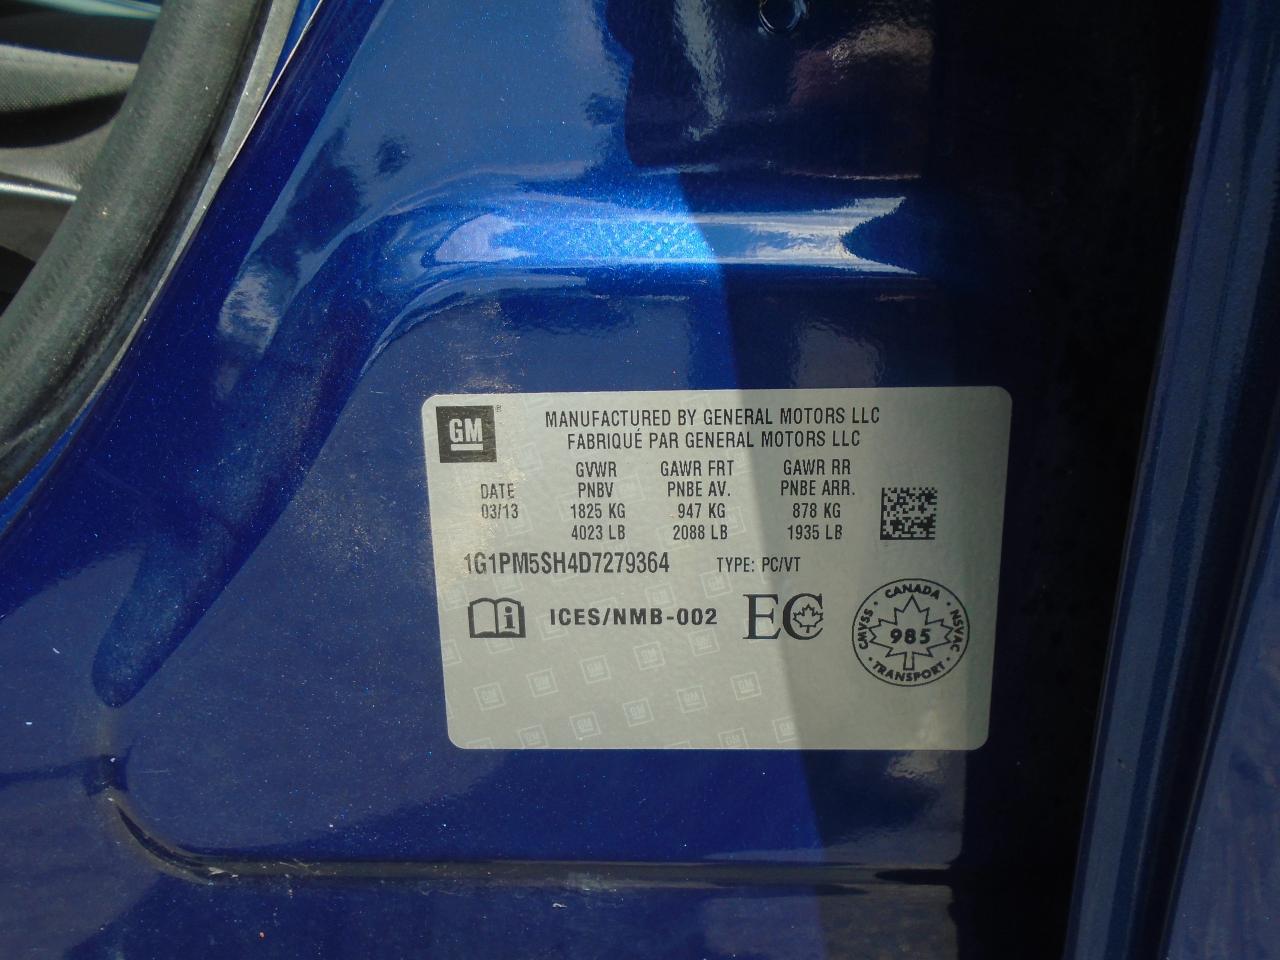 GM
MANUFACTURED BY GENERAL MOTORS LLC
FABRIQUÉ PAR GENERAL MOTORS LLC
GVWR GAWR FRT GAWR RR
DATE PNBV PNBE AV. PNBE ARR.
03/13 1825 KG 947 KG 878 KG
4023 LB 2088 LB 1935 LB
1G1PM5SH4D7279364 TYPE: PC/VT
i ICES/NMB-002 EC
CANADA
CMVSS 985 NSVAC
TRANSPORT